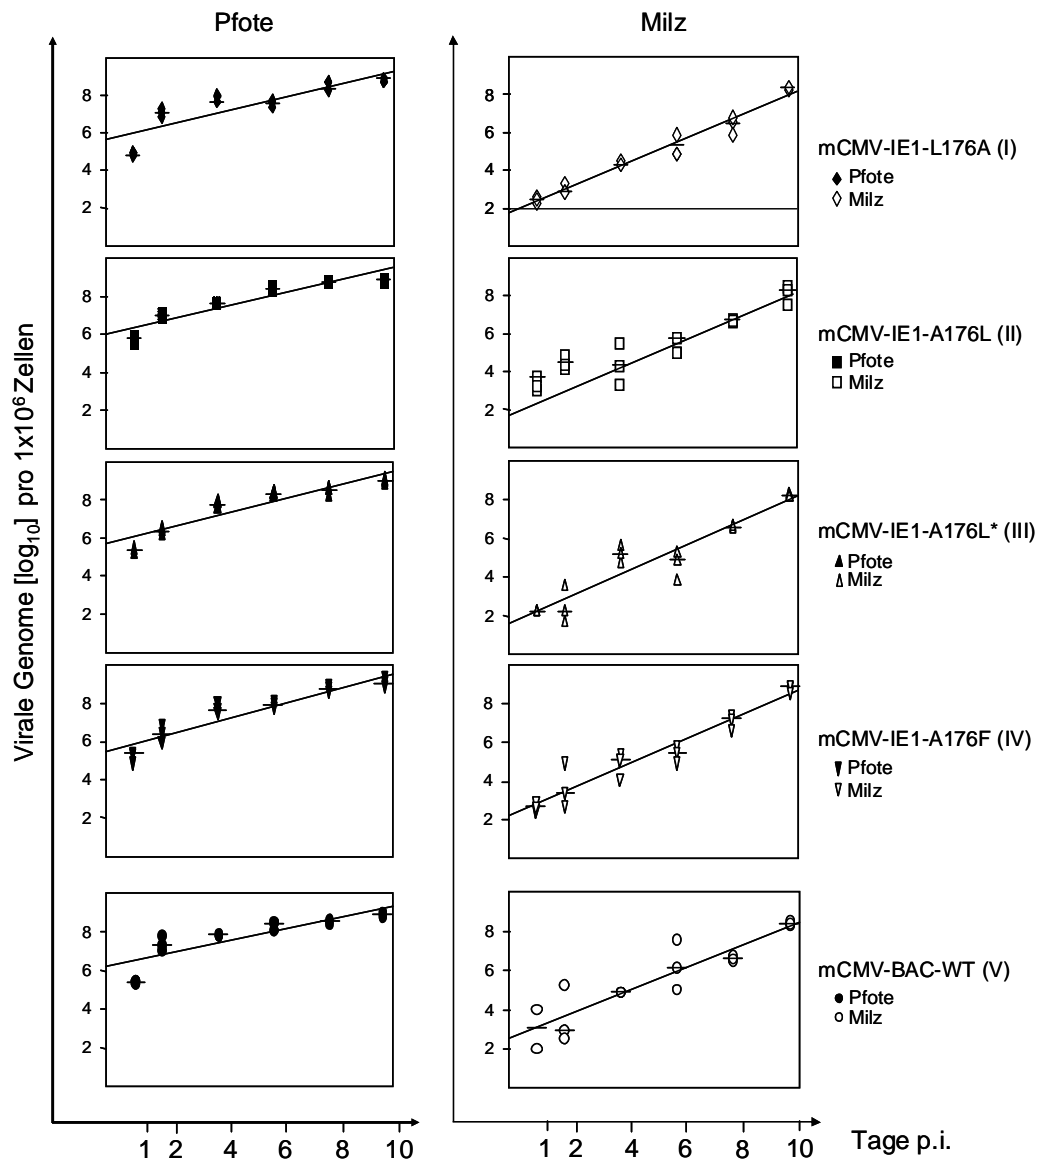 Pfote Milz
Virale Genome [log10] pro 1x10⁶ Zellen
8 8
6 6
4 4
2 2
mCMV-IE1-L176A (I)
Pfote
Milz
8 8
6 6
4 4
2 2
mCMV-IE1-A176L (II)
Pfote
Milz
8 8
6 6
4 4
2 2
mCMV-IE1-A176L* (III)
Pfote
Milz
8 8
6 6
4 4
2 2
mCMV-IE1-A176F (IV)
Pfote
Milz
8 8
6 6
4 4
2 2
mCMV-BAC-WT (V)
Pfote
Milz
1 2 4 6 8 10 1 2 4 6 8 10 Tage p.i.